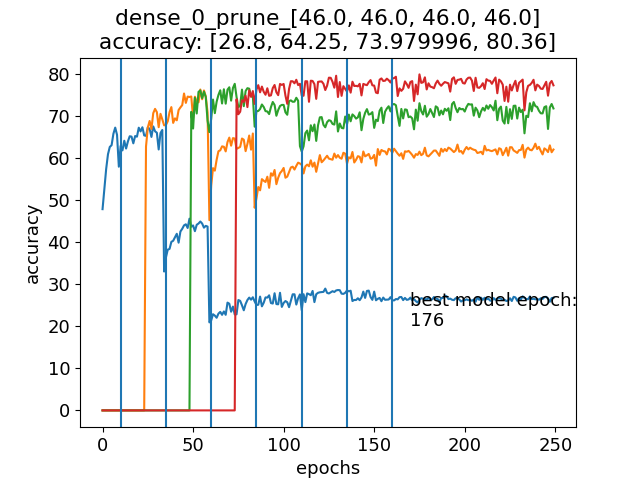 dense_0_prune_[46.0, 46.0, 46.0, 46.0]
accuracy: [26.8, 64.25, 73.979996, 80.36]
80
70
60
50
40
30
20
10
0
accuracy
best model epoch:
176
0 50 100 150 200 250
epochs